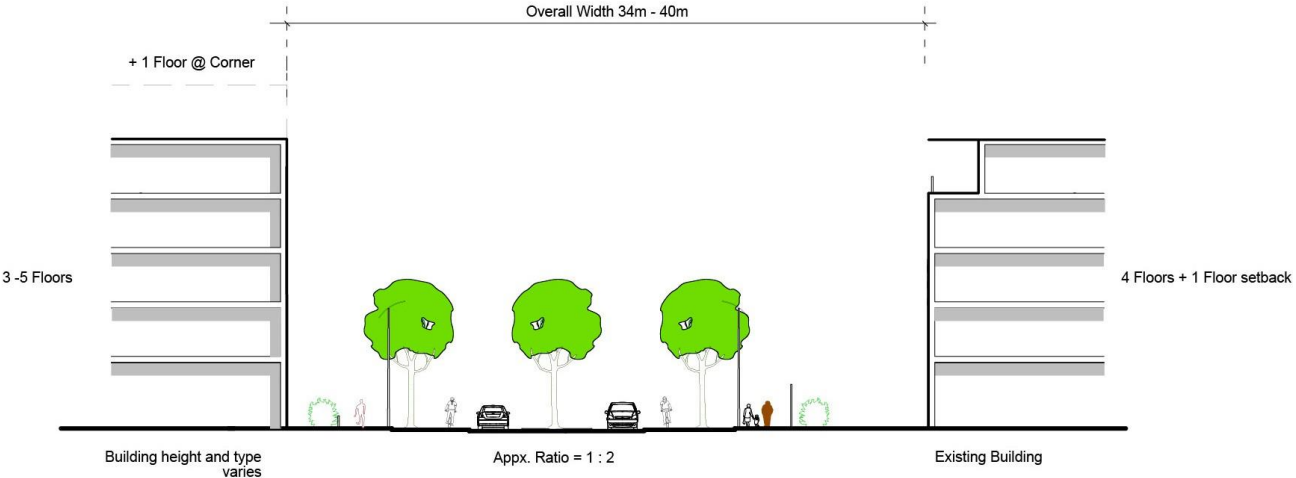 Overall Width 34m - 40m
+ 1 Floor @ Corner
3 -5 Floors
4 Floors + 1 Floor setback
Building height and type
varies
Appx. Ratio = 1 : 2
Existing Building